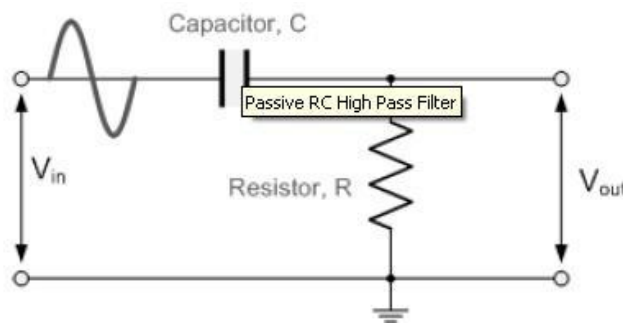 Capacitor, C
Passive RC High Pass Filter
Vin
Resistor, R
Vout